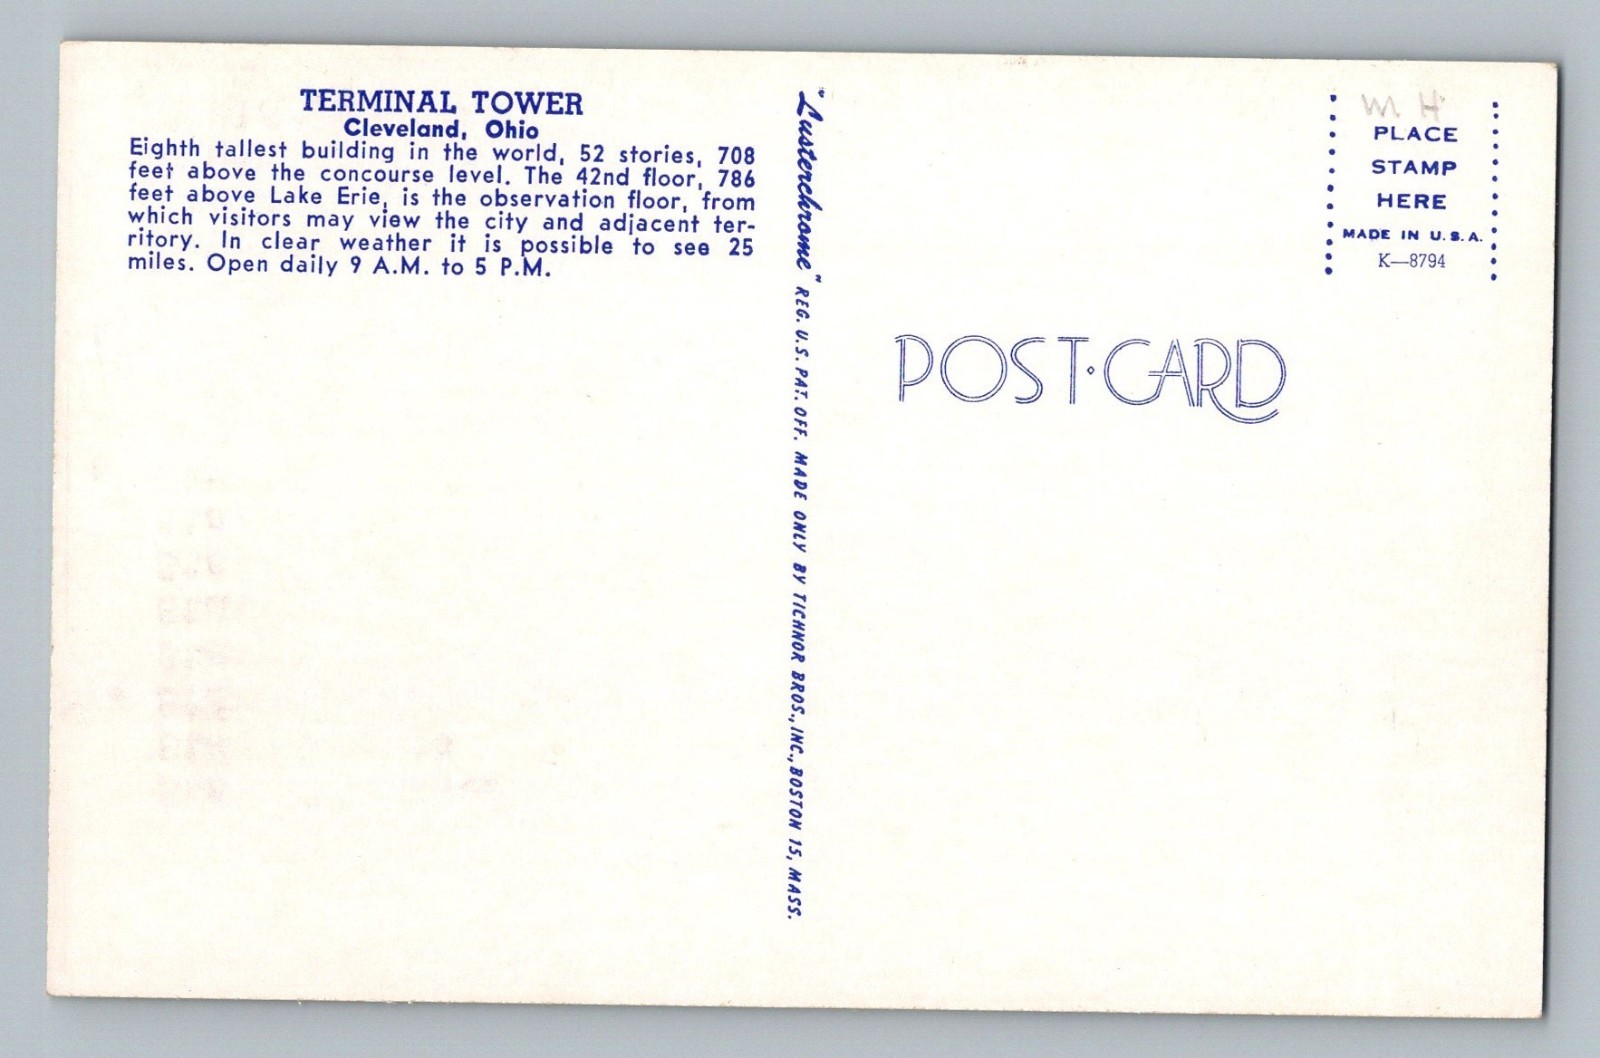 TERMINAL TOWER
Cleveland, Ohio
Eighth tallest building in the world, 52 stories, 708
feet above the concourse level. The 42nd floor, 786
feet above Lake Erie, is the observation floor, from
which visitors may view the city and adjacent ter-
ritory. In clear weather it is possible to see 25
miles. Open daily 9 A.M. to 5 P.M.
"Lusterchrome" REG. U.S. PAT. OFF. MADE ONLY BY TICHNOR BROS., INC., BOSTON 15, MASS.
M H
PLACE
STAMP
HERE
MADE IN U.S.A.
K—8794
POST·CARD